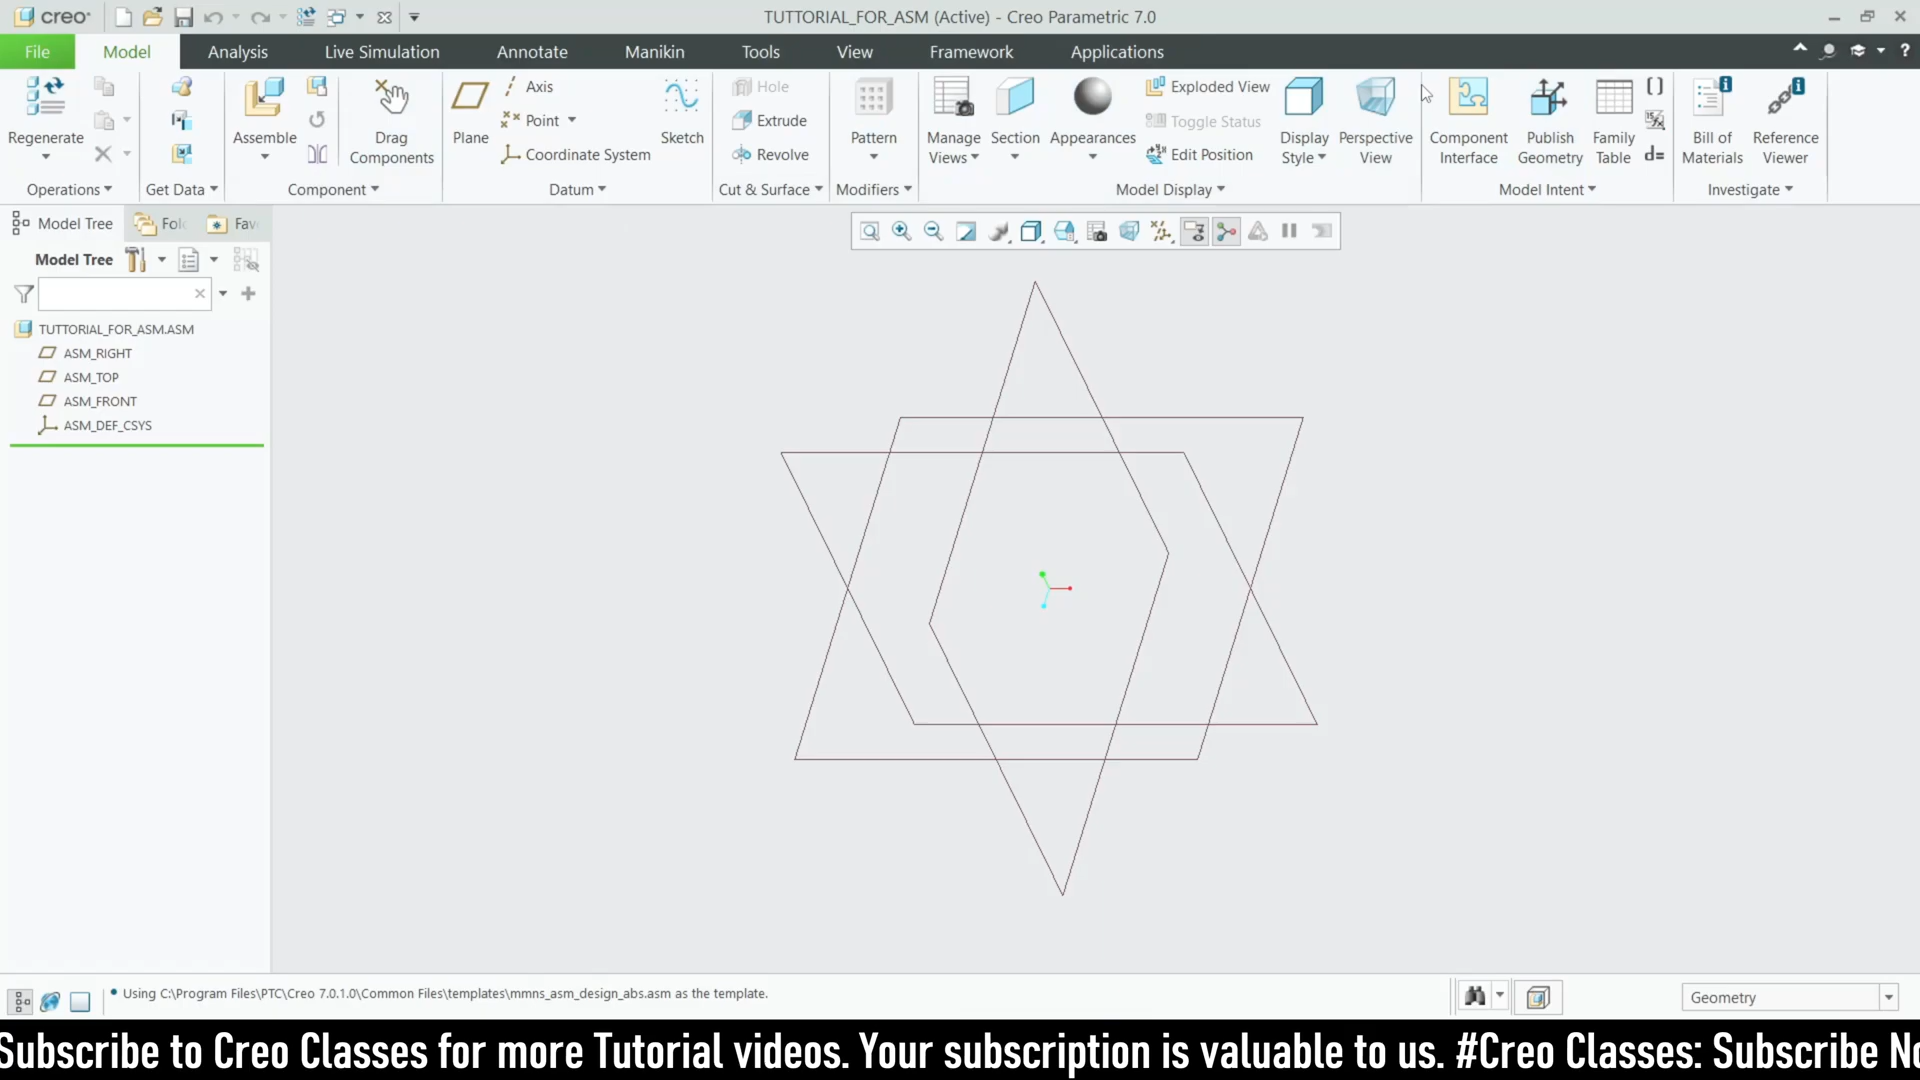 creo
TUTTORIAL_FOR_ASM (Active) - Creo Parametric 7.0
File
Model
Analysis
Live Simulation
Annotate
Manikin
Tools
View
Framework
Applications
Regenerate
Assemble
Drag
Components
Plane
Axis
Point
Coordinate System
Sketch
Hole
Extrude
Revolve
Pattern
Manage
Views
Section
Appearances
Exploded View
Toggle Status
Edit Position
Display
Style
Perspective
View
Component
Interface
Publish
Geometry
Family
Table
d=
Bill of
Materials
Reference
Viewer
Operations
Get Data
Component
Datum
Cut & Surface
Modifiers
Model Display
Model Intent
Investigate
Model Tree
Fol
Fav
Model Tree
TUTTORIAL_FOR_ASM.ASM
ASM_RIGHT
ASM_TOP
ASM_FRONT
ASM_DEF_CSYS
Using C:\Program Files\PTC\Creo 7.0.1.0\Common Files\templates\mmns_asm_design_abs.asm as the template.
Geometry
Subscribe to Creo Classes for more Tutorial videos. Your subscription is valuable to us. #Creo Classes: Subscribe No